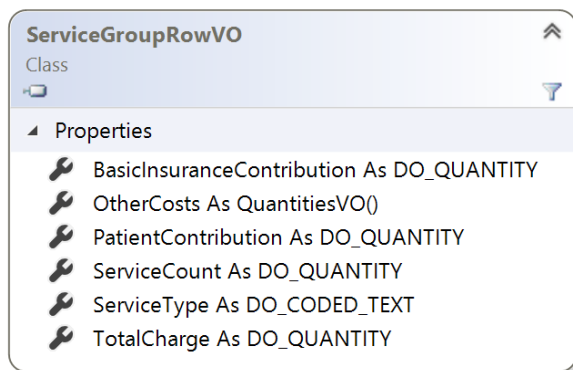 ServiceGroupRowVO
Class
Properties
BasicInsuranceContribution As DO_QUANTITY
OtherCosts As QuantitiesVO()
PatientContribution As DO_QUANTITY
ServiceCount As DO_QUANTITY
ServiceType As DO_CODED_TEXT
TotalCharge As DO_QUANTITY